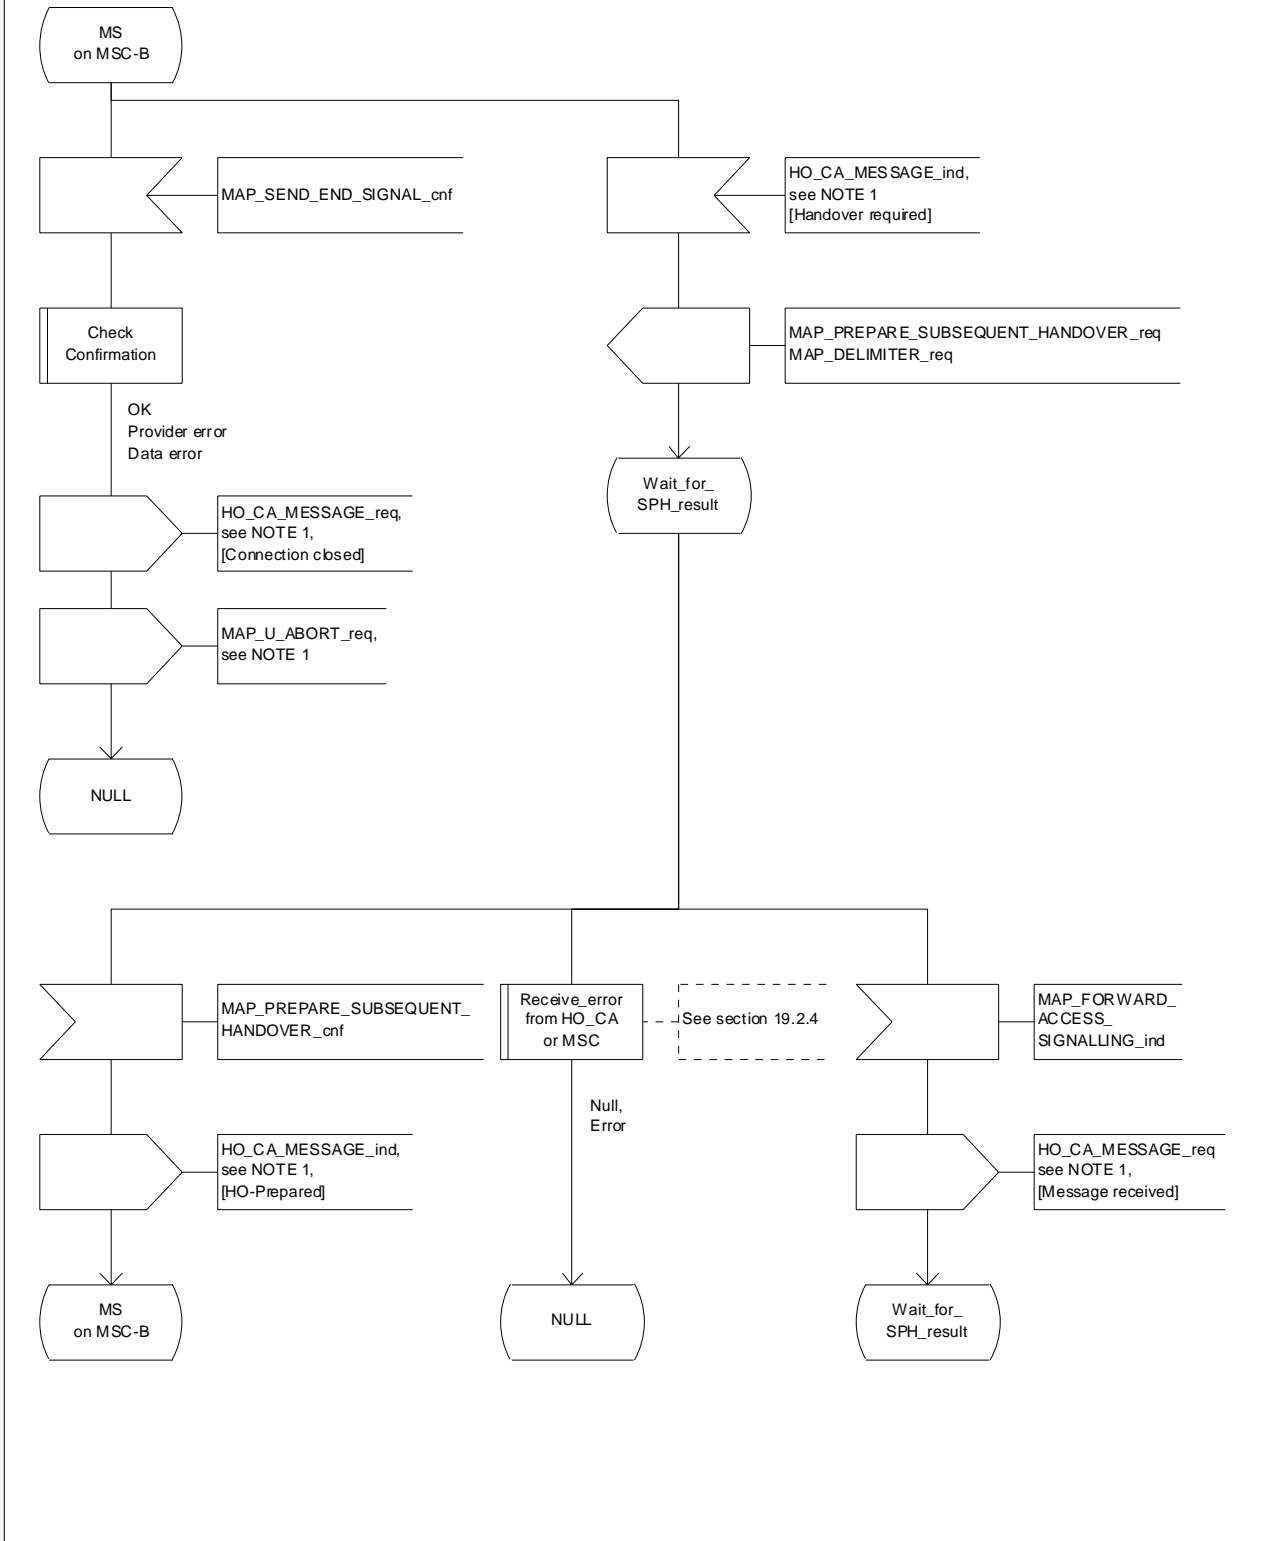 MS
on MSC-B
MAP_SEND_END_SIGNAL_cnf
HO_CA_MESSAGE_ind,
see NOTE 1
[Handover required]
Check
Confirmation
MAP_PREPARE_SUBSEQUENT_HANDOVER_req
MAP_DELIMITER_req
OK
Provider error
Data error
Wait_for_
SPH_result
HO_CA_MESSAGE_req,
see NOTE 1,
[Connection closed]
MAP_U_ABORT_req,
see NOTE 1
NULL
MAP_PREPARE_SUBSEQUENT_
HANDOVER_cnf
Receive_error
from HO_CA
or MSC
See section 19.2.4
MAP_FORWARD_
ACCESS_
SIGNALLING_ind
Null,
Error
HO_CA_MESSAGE_ind,
see NOTE 1,
[HO-Prepared]
HO_CA_MESSAGE_req
see NOTE 1,
[Message received]
MS
on MSC-B
NULL
Wait_for_
SPH_result